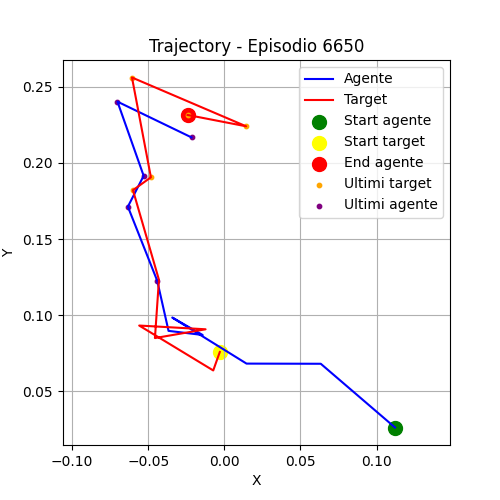 Trajectory - Episodio 6650
Agente
Target
Start agente
Start target
End agente
Ultimi target
Ultimi agente
Y
0.25
0.20
0.15
0.10
0.05
−0.10
−0.05
0.00
0.05
0.10
X